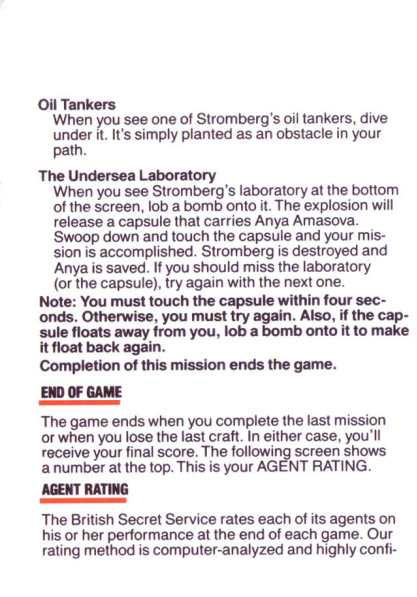 Oil Tankers
When you see one of Stromberg's oil tankers, dive
under it. It's simply planted as an obstacle in your
path.
The Undersea Laboratory
When you see Stromberg's laboratory at the bottom
of the screen, lob a bomb onto it. The explosion will
release a capsule that carries Anya Amasova.
Swoop down and touch the capsule and your mis-
sion is accomplished. Stromberg is destroyed and
Anya is saved. If you should miss the laboratory
(or the capsule), try again with the next one.
Note: You must touch the capsule within four sec-
onds. Otherwise, you must try again. Also, if the cap-
sule floats away from you, lob a bomb onto it to make
it float back again.
Completion of this mission ends the game.
END OF GAME
The game ends when you complete the last mission
or when you lose the last craft. In either case, you'll
receive your final score. The following screen shows
a number at the top. This is your AGENT RATING.
AGENT RATING
The British Secret Service rates each of its agents on
his or her performance at the end of each game. Our
rating method is computer-analyzed and highly confi-